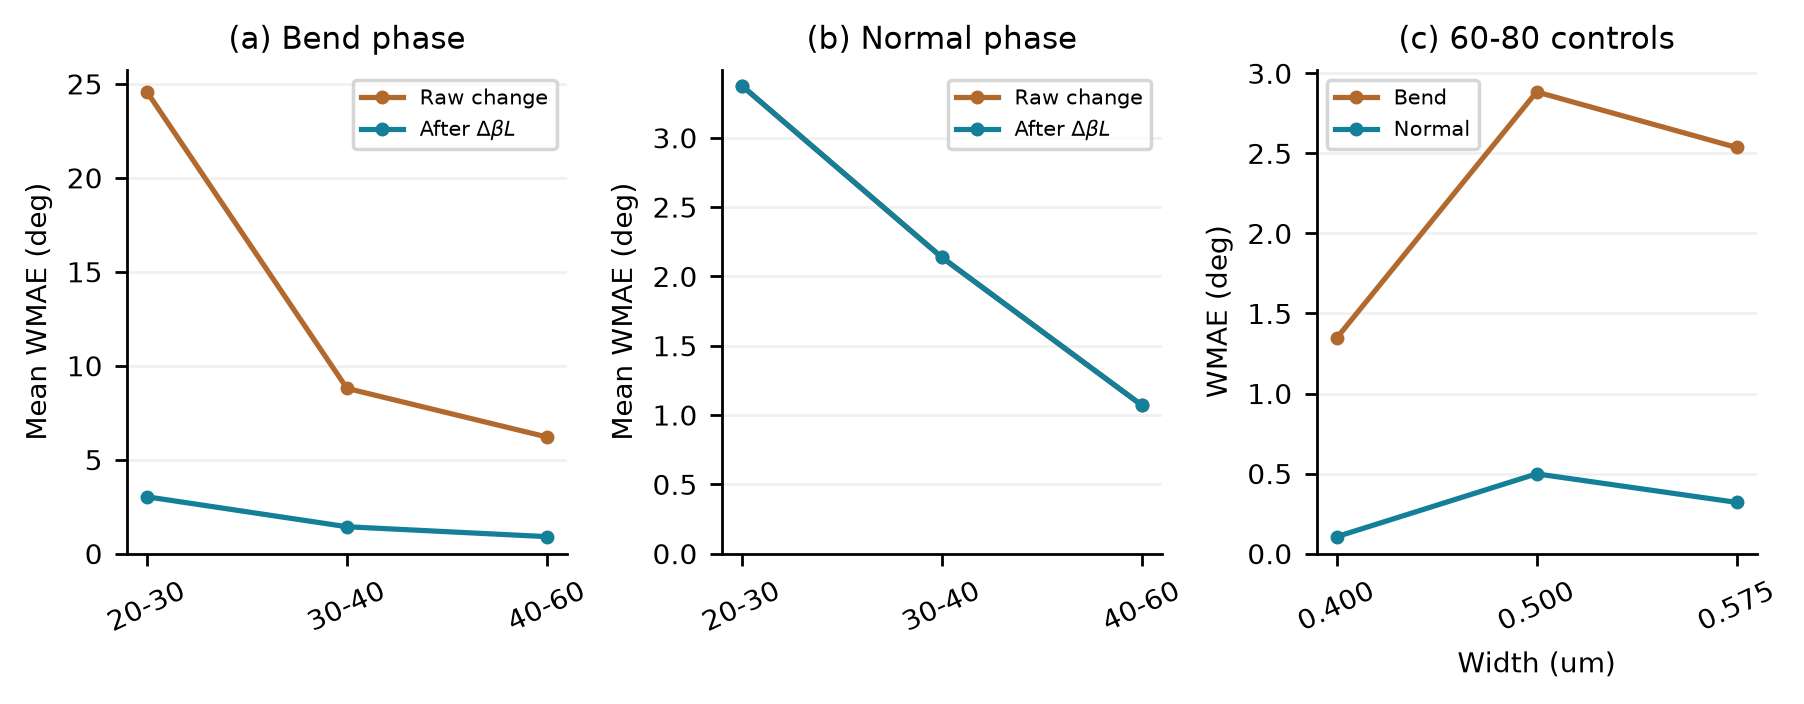 (a) Bend phase
Mean WMAE (deg)
25
20
15
10
5
0
Raw change
After ΔβL
20-30
30-40
40-60
(b) Normal phase
Mean WMAE (deg)
3.0
2.5
2.0
1.5
1.0
0.5
0.0
Raw change
After ΔβL
20-30
30-40
40-60
(c) 60-80 controls
WMAE (deg)
3.0
2.5
2.0
1.5
1.0
0.5
0.0
Bend
Normal
0.400
0.500
0.575
Width (um)